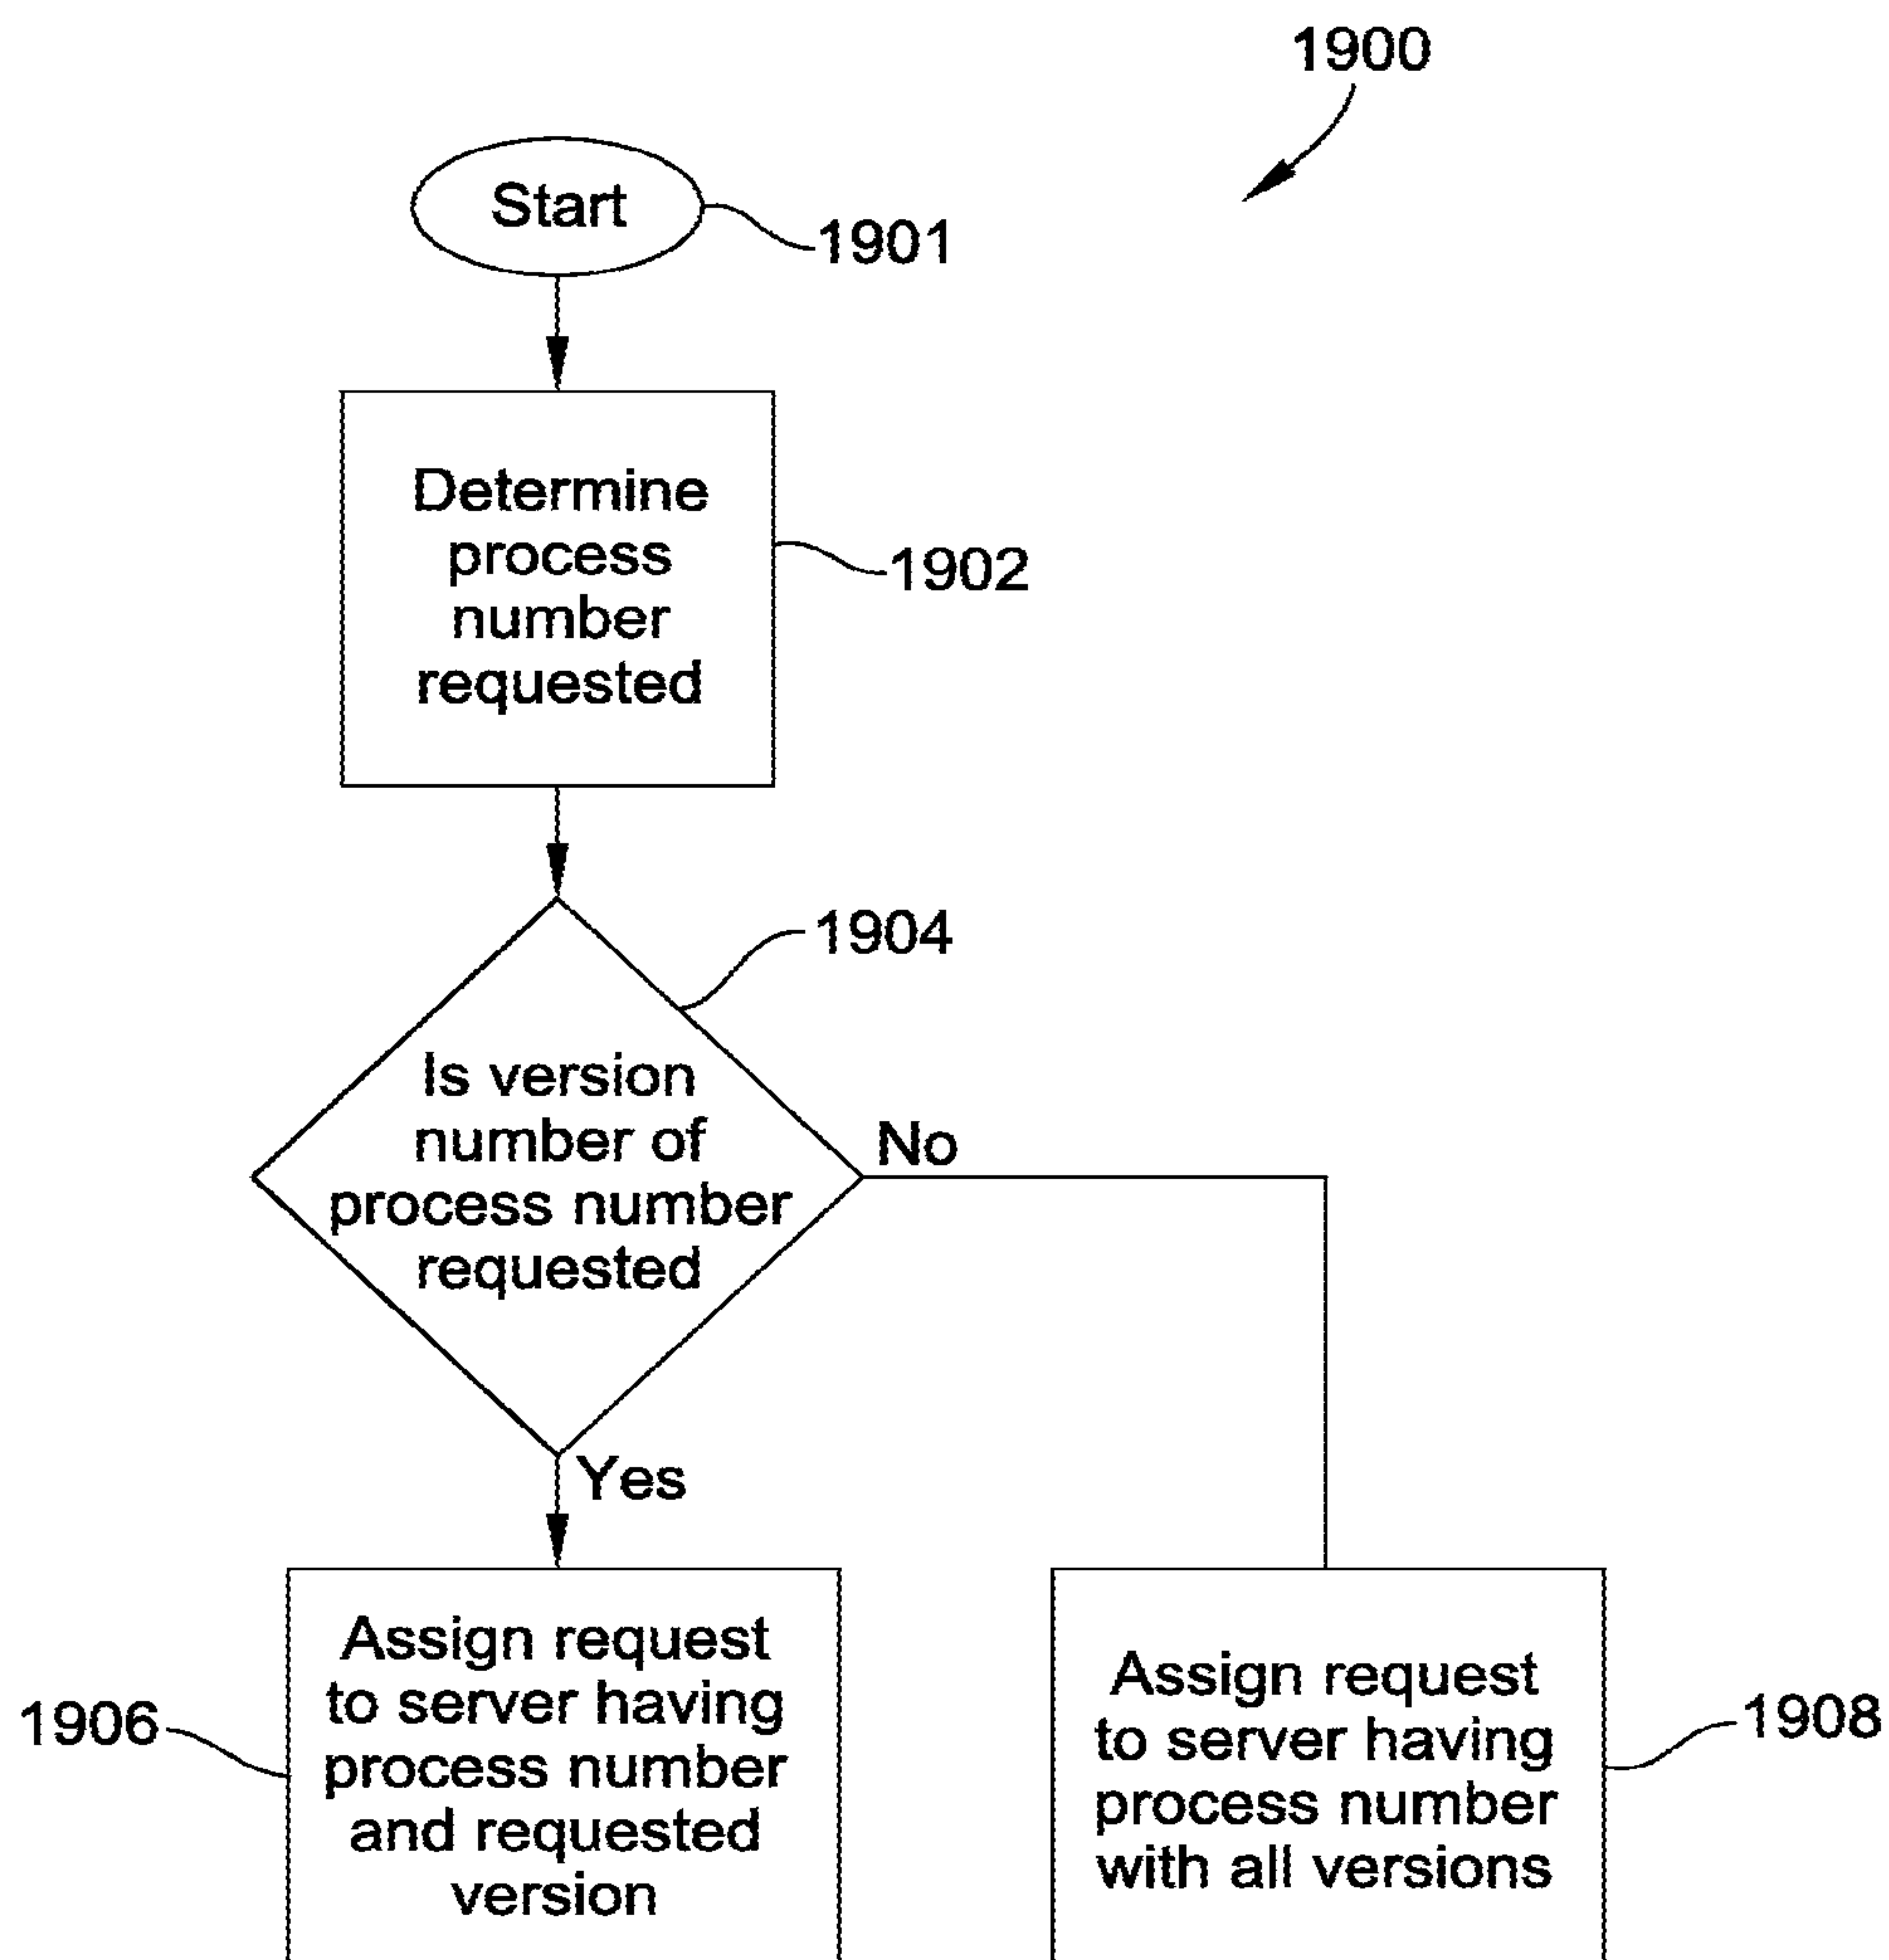 1900
Start
1901
Determine
process
number
requested
1902
1904
Is version
number of
process number
requested
No
Yes
Assign request
to server having
process number
and requested
version
1906
Assign request
to server having
process number
with all versions
1908